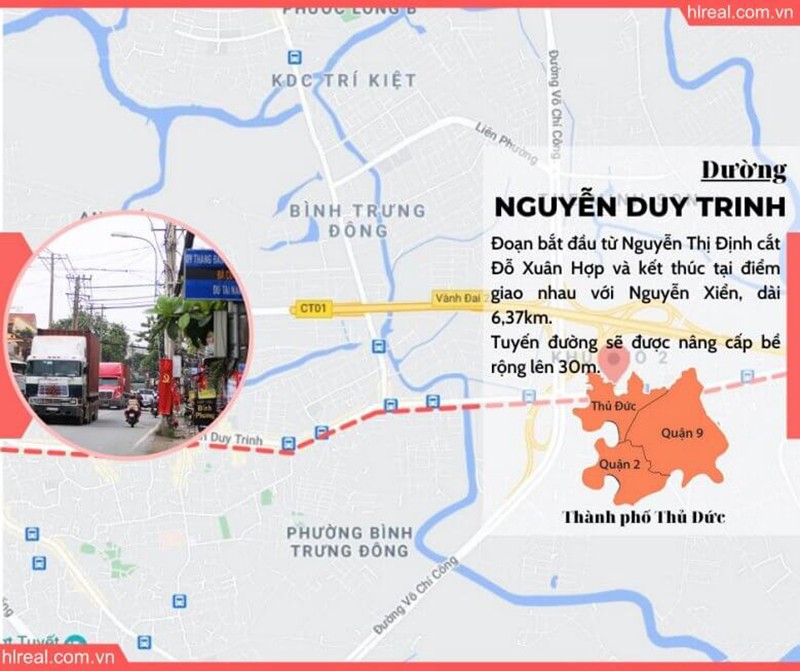 hlreal.com.vn
PHƯỚC LONG B
KDC TRÍ KIỆT
Đường Võ Chí Công
Liên Phường
BÌNH TRƯNG
ĐÔNG
CT01
Vành Đai 2
Dường
NGUYỄN DUY TRINH
Đoạn bắt đầu từ Nguyễn Thị Định cắt
Đỗ Xuân Hợp và kết thúc tại điểm
giao nhau với Nguyễn Xiển, dài
6,37km.
Tuyến đường sẽ được nâng cấp bề
rộng lên 30m.
Thủ Đức
Quận 9
Quận 2
Thành phố Thủ Đức
Duy Trinh
PHƯỜNG BÌNH
TRƯNG ĐÔNG
Đường Võ Chí Công
Tuyết
hlreal.com.vn